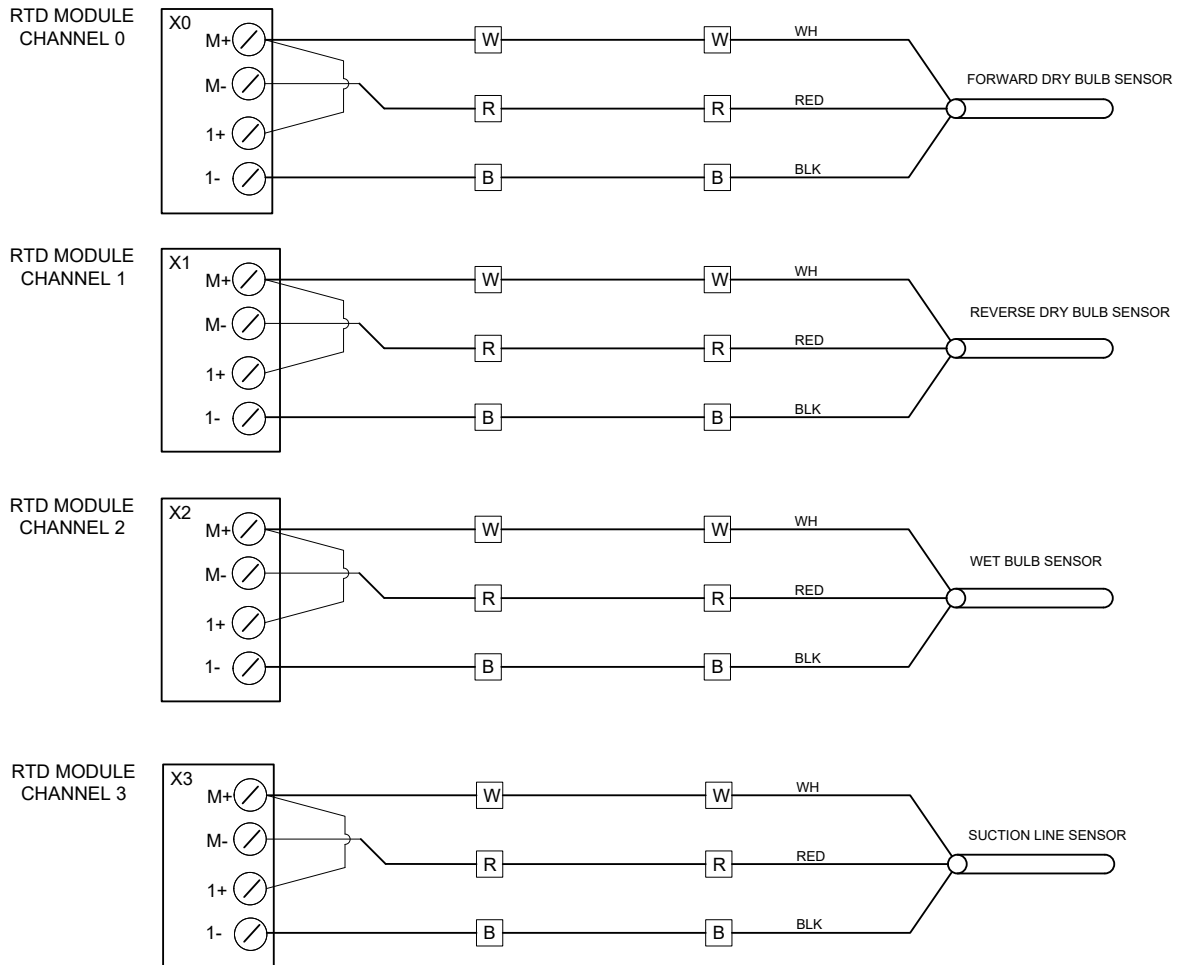 RTD MODULE
CHANNEL 0
X0
M+ W W WH
M-
R R RED FORWARD DRY BULB SENSOR
1+
1- B B BLK
RTD MODULE
CHANNEL 1
X1
M+ W W WH
M-
R R RED REVERSE DRY BULB SENSOR
1+
1- B B BLK
RTD MODULE
CHANNEL 2
X2
M+ W W WH
M-
R R RED WET BULB SENSOR
1+
1- B B BLK
RTD MODULE
CHANNEL 3
X3
M+ W W WH
M-
R R RED SUCTION LINE SENSOR
1+
1- B B BLK